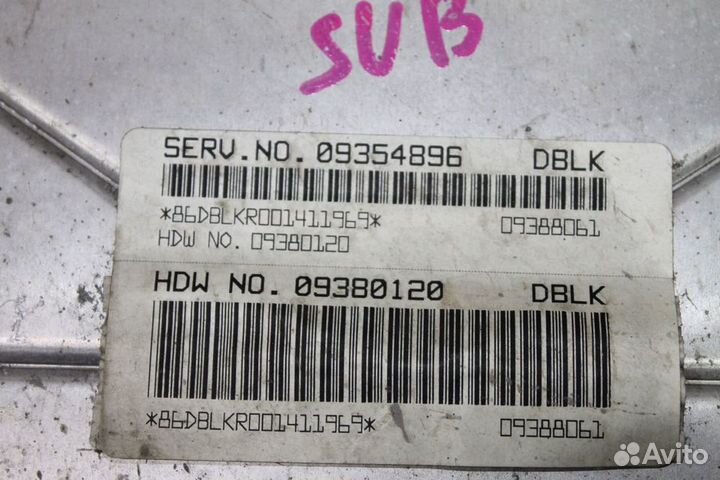 SUB
SERV.NO. 09354896 DBLK
*86DBLKR001411969* 09388061
HDW NO. 09380120
HDW NO. 09380120 DBLK
*86DBLKR001411969* 09388061
Avito